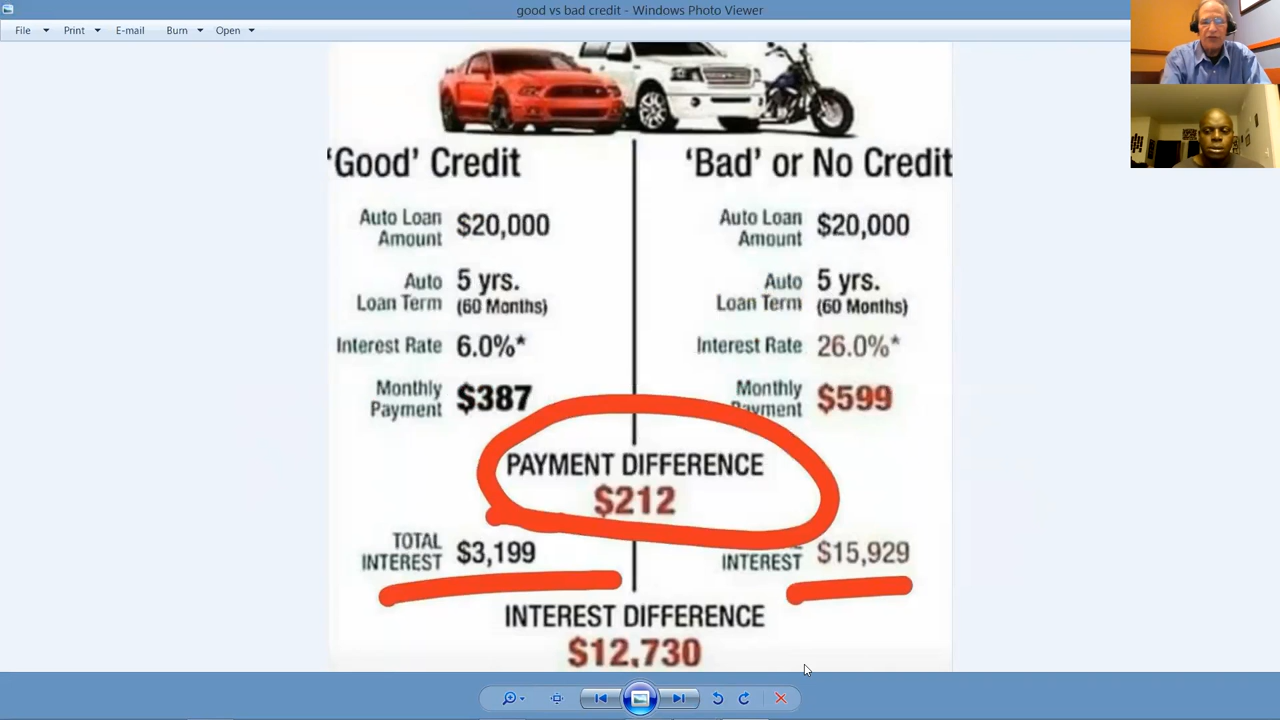 good vs bad credit - Windows Photo Viewer
File Print E-mail Burn Open
'Good' Credit
Auto Loan Amount $20,000
Auto Loan Term 5 yrs. (60 Months)
Interest Rate 6.0%*
Monthly Payment $387
'Bad' or No Credit
Auto Loan Amount $20,000
Auto Loan Term 5 yrs. (60 Months)
Interest Rate 26.0%*
Monthly Payment $599
PAYMENT DIFFERENCE
$212
TOTAL INTEREST $3,199
INTEREST $15,929
INTEREST DIFFERENCE
$12,730